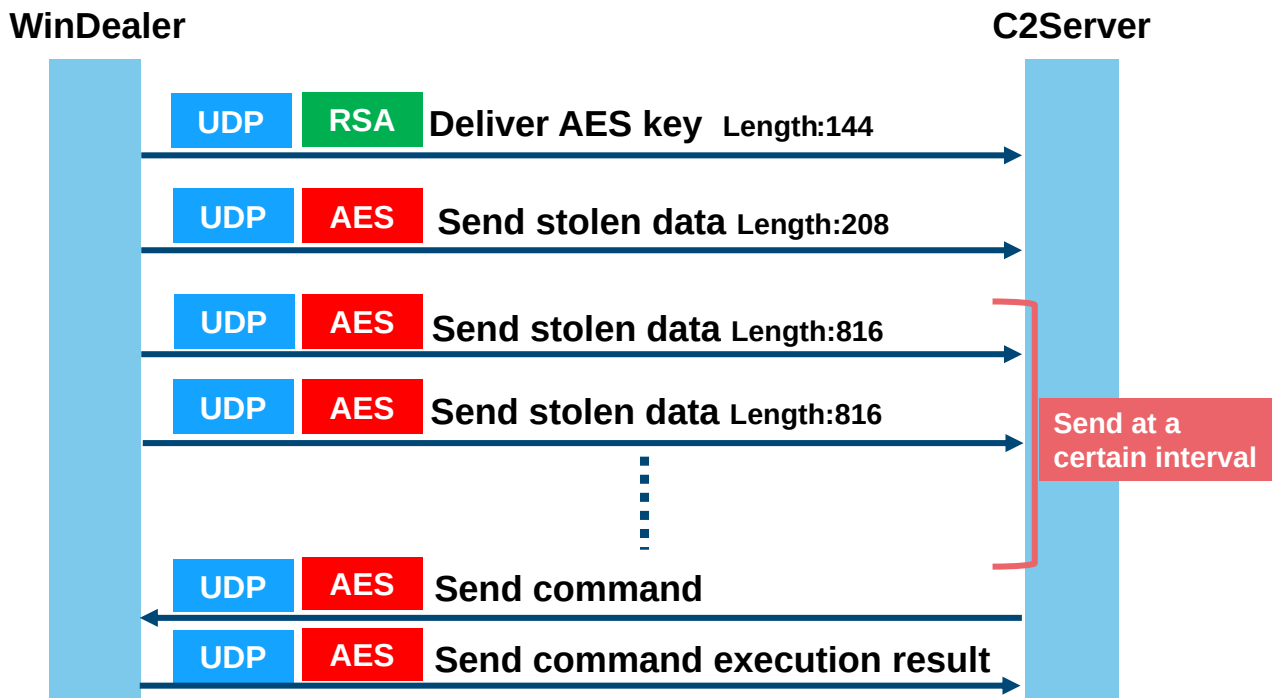 WinDealer
C2Server
UDP RSA Deliver AES key Length:144
UDP AES Send stolen data Length:208
UDP AES Send stolen data Length:816
UDP AES Send stolen data Length:816
Send at a
certain interval
UDP AES Send command
UDP AES Send command execution result